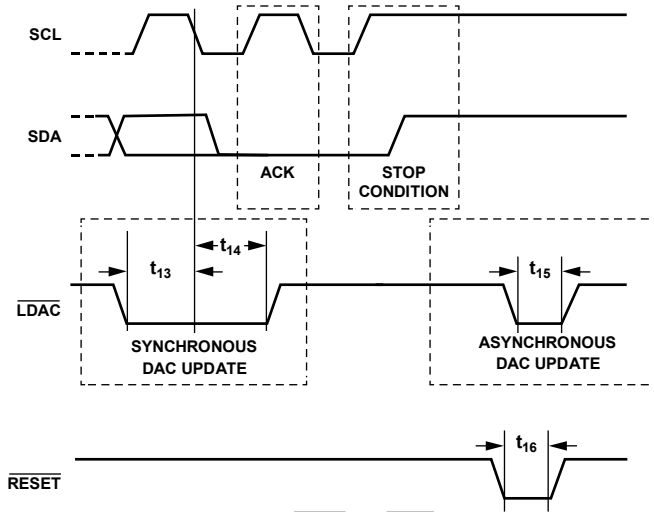 SCL
SDA
ACK
STOP
CONDITION
t13
t14
t15
LDAC
SYNCHRONOUS
DAC UPDATE
ASYNCHRONOUS
DAC UPDATE
t16
RESET